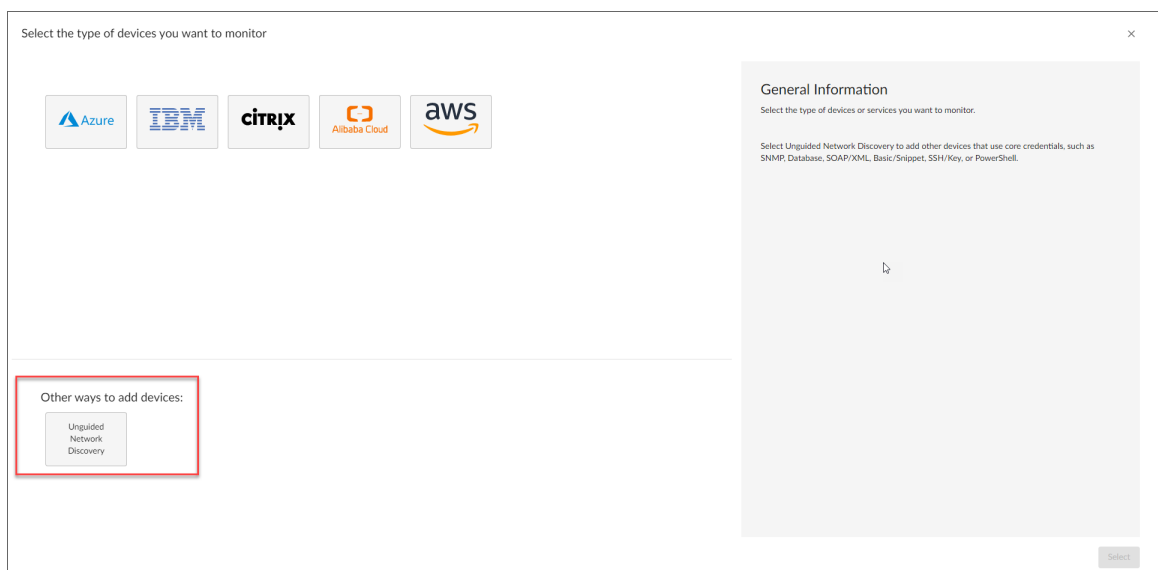 Select the type of devices you want to monitor
Azure
IBM
CITRIX
Alibaba Cloud
aws
General Information
Select the type of devices or services you want to monitor.
Select Unguided Network Discovery to add other devices that use core credentials, such as
SNMP, Database, SOAP/XML, Basic/Snippet, SSH/Key, or PowerShell.
Other ways to add devices:
Unguided
Network
Discovery
Select